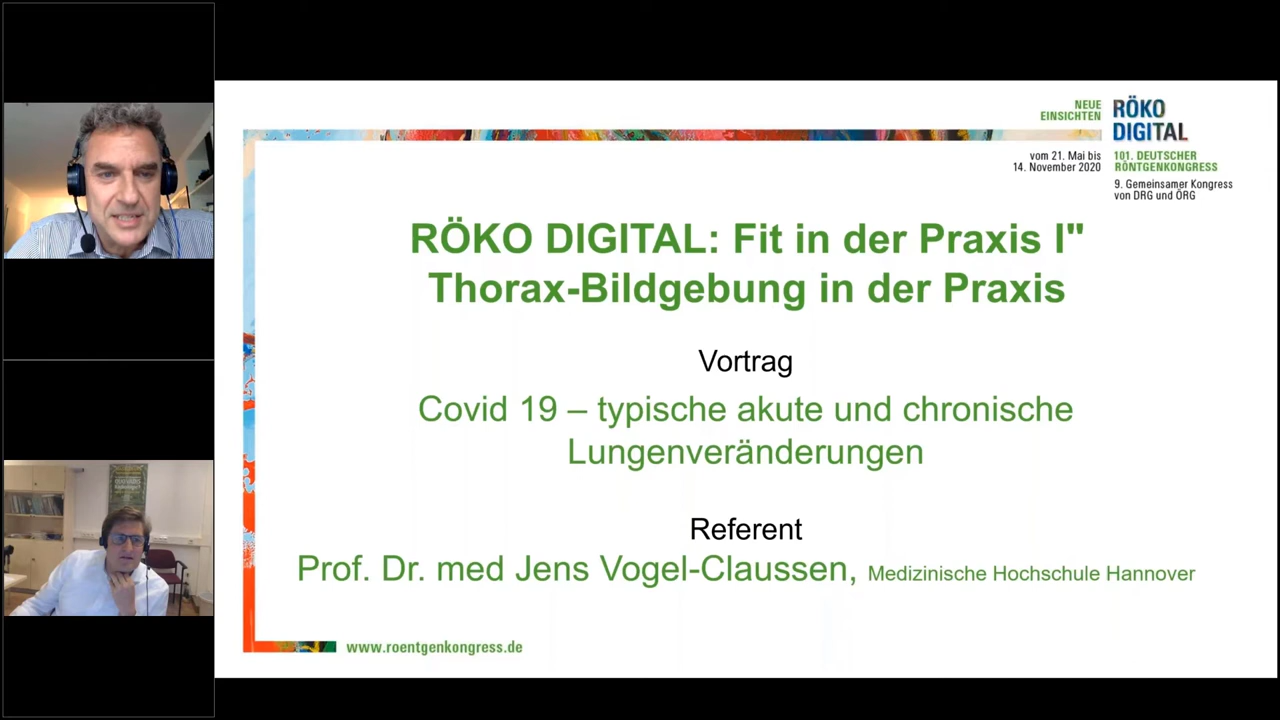 NEUE
EINSICHTEN
RÖKO
DIGITAL
vom 21. Mai bis
14. November 2020
101. DEUTSCHER
RÖNTGENKONGRESS
9. Gemeinsamer Kongress
von DRG und ÖRG
RÖKO DIGITAL: Fit in der Praxis I"
Thorax-Bildgebung in der Praxis
Vortrag
Covid 19 – typische akute und chronische
Lungenveränderungen
Referent
Prof. Dr. med Jens Vogel-Claussen, Medizinische Hochschule Hannover
www.roentgenkongress.de